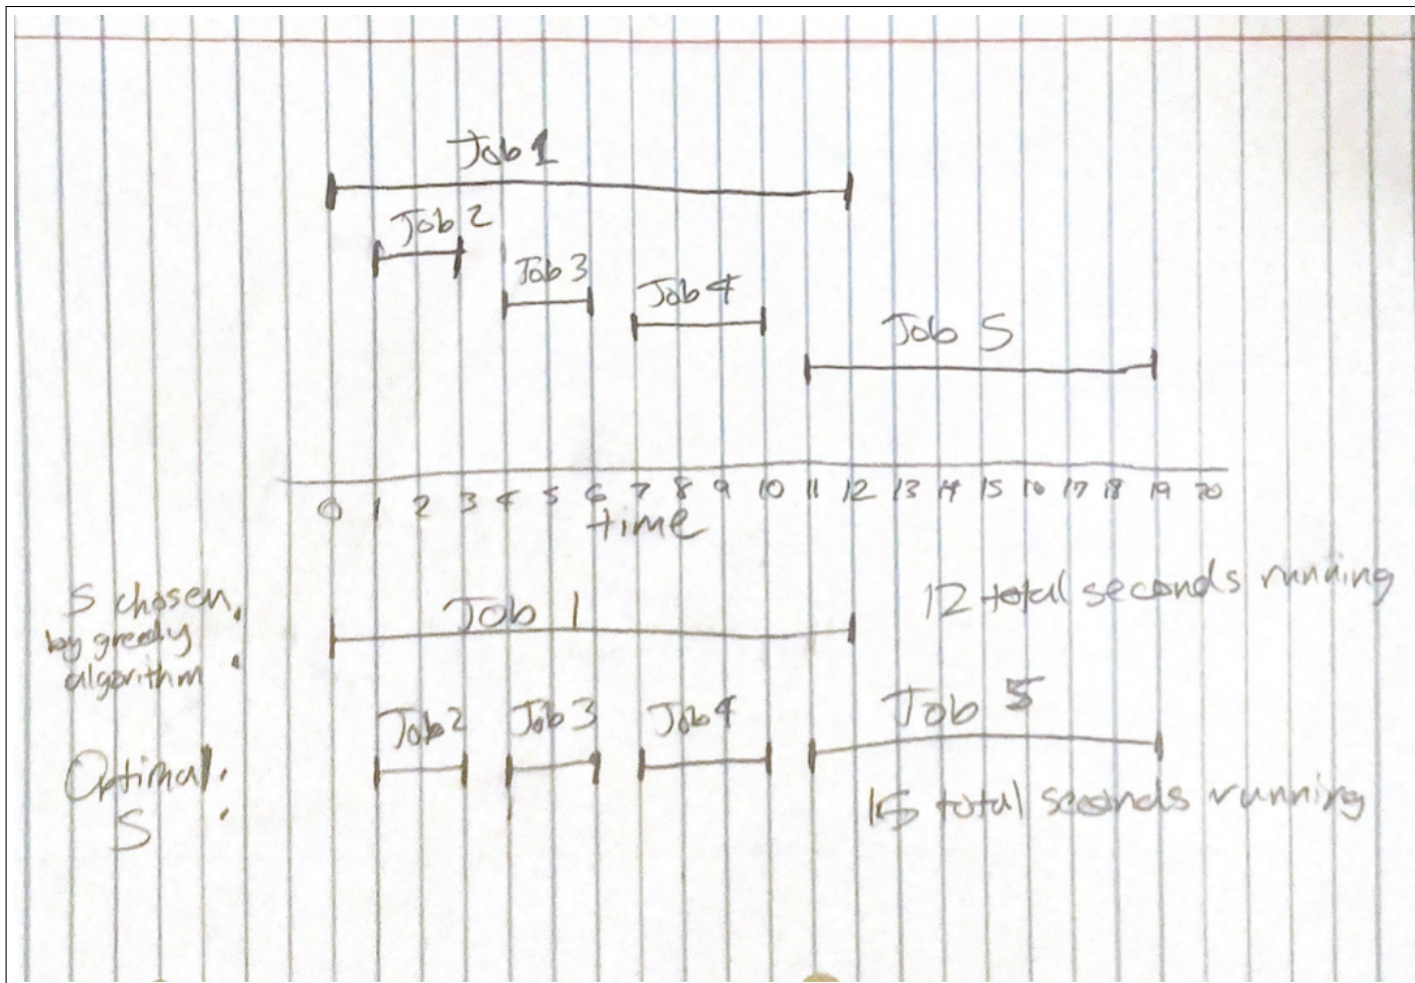 Job 1
Job 2
Job 3
Job 4
Job 5
0 1 2 3 4 5 6 7 8 9 10 11 12 13 14 15 16 17 18 19 20
time
S chosen
by greedy
algorithm :
Job 1
12 total seconds running
Job 2 Job 3 Job 4 Job 5
Optimal :
S
15 total seconds running